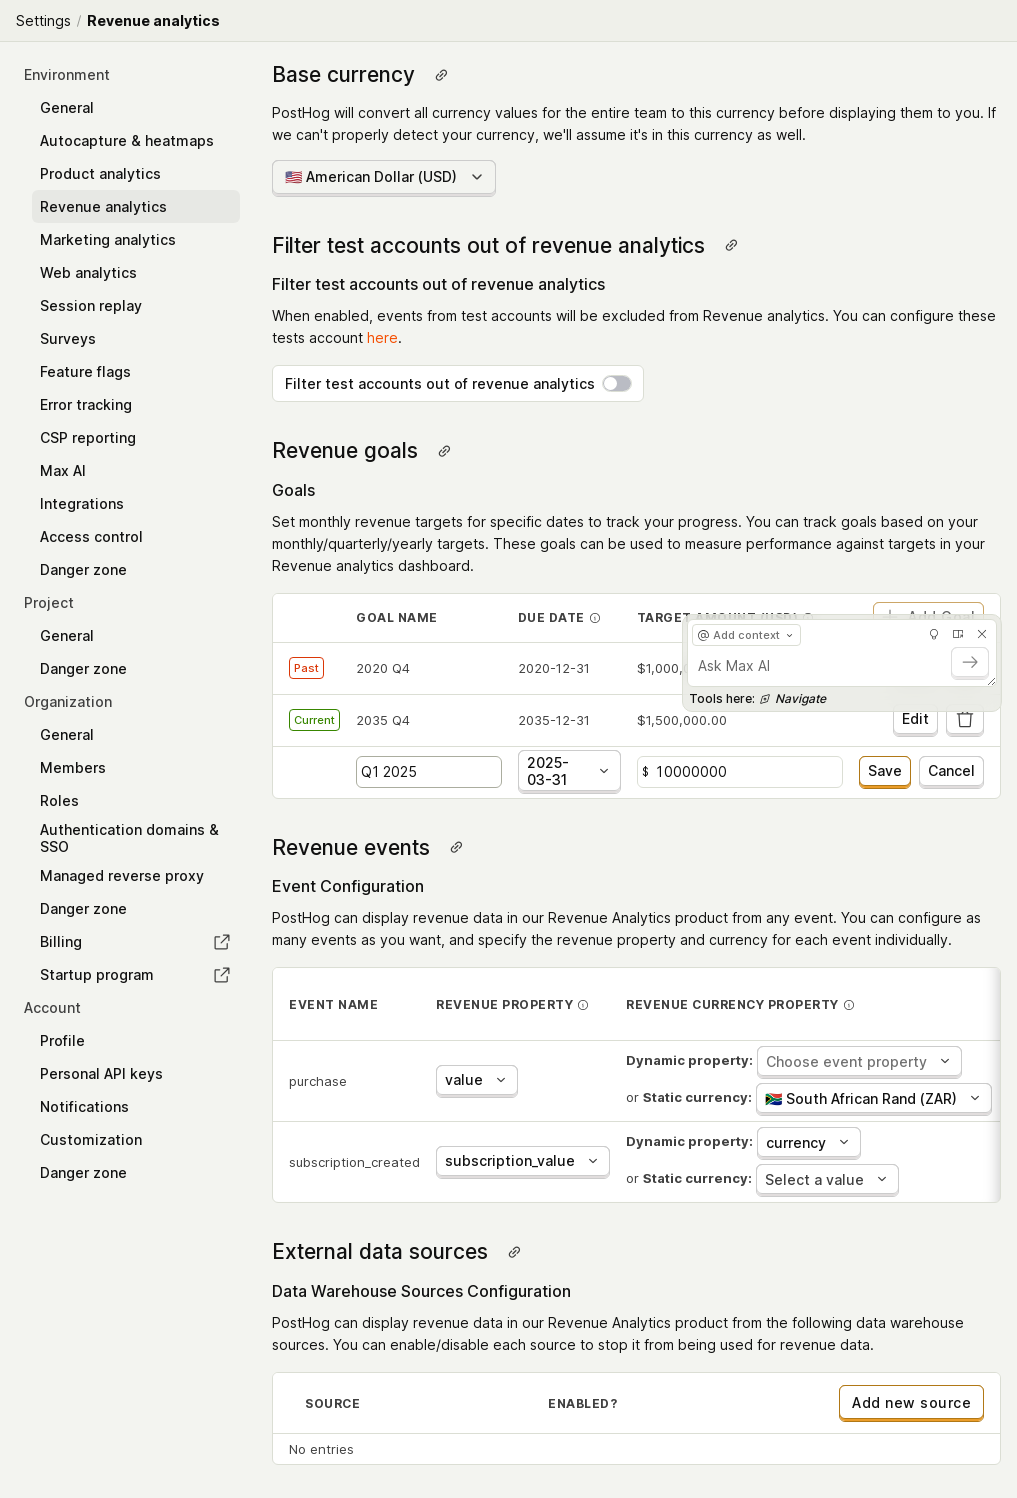 Settings / Revenue analytics
Environment
General
Autocapture & heatmaps
Product analytics
Revenue analytics
Marketing analytics
Web analytics
Session replay
Surveys
Feature flags
Error tracking
CSP reporting
Max AI
Integrations
Access control
Danger zone
Project
General
Danger zone
Organization
General
Members
Roles
Authentication domains &
SSO
Managed reverse proxy
Danger zone
Billing
Startup program
Account
Profile
Personal API keys
Notifications
Customization
Danger zone
Base currency
PostHog will convert all currency values for the entire team to this currency before displaying them to you. If
we can't properly detect your currency, we'll assume it's in this currency as well.
🇺🇸 American Dollar (USD)
Filter test accounts out of revenue analytics
Filter test accounts out of revenue analytics
When enabled, events from test accounts will be excluded from Revenue analytics. You can configure these
tests account here.
Filter test accounts out of revenue analytics
Revenue goals
Goals
Set monthly revenue targets for specific dates to track your progress. You can track goals based on your
monthly/quarterly/yearly targets. These goals can be used to measure performance against targets in your
Revenue analytics dashboard.
GOAL NAME DUE DATE TARGET AMOUNT (USD) Add Goal
@ Add context
Ask Max AI
Tools here: Navigate
Past 2020 Q4 2020-12-31 $1,000,
Current 2035 Q4 2035-12-31 $1,500,000.00 Edit
Q1 2025 2025-
03-31 $ 10000000 Save Cancel
Revenue events
Event Configuration
PostHog can display revenue data in our Revenue Analytics product from any event. You can configure as
many events as you want, and specify the revenue property and currency for each event individually.
EVENT NAME REVENUE PROPERTY REVENUE CURRENCY PROPERTY
purchase value Dynamic property: Choose event property
or Static currency: 🇿🇦 South African Rand (ZAR)
subscription_created subscription_value Dynamic property: currency
or Static currency: Select a value
External data sources
Data Warehouse Sources Configuration
PostHog can display revenue data in our Revenue Analytics product from the following data warehouse
sources. You can enable/disable each source to stop it from being used for revenue data.
SOURCE ENABLED? Add new source
No entries